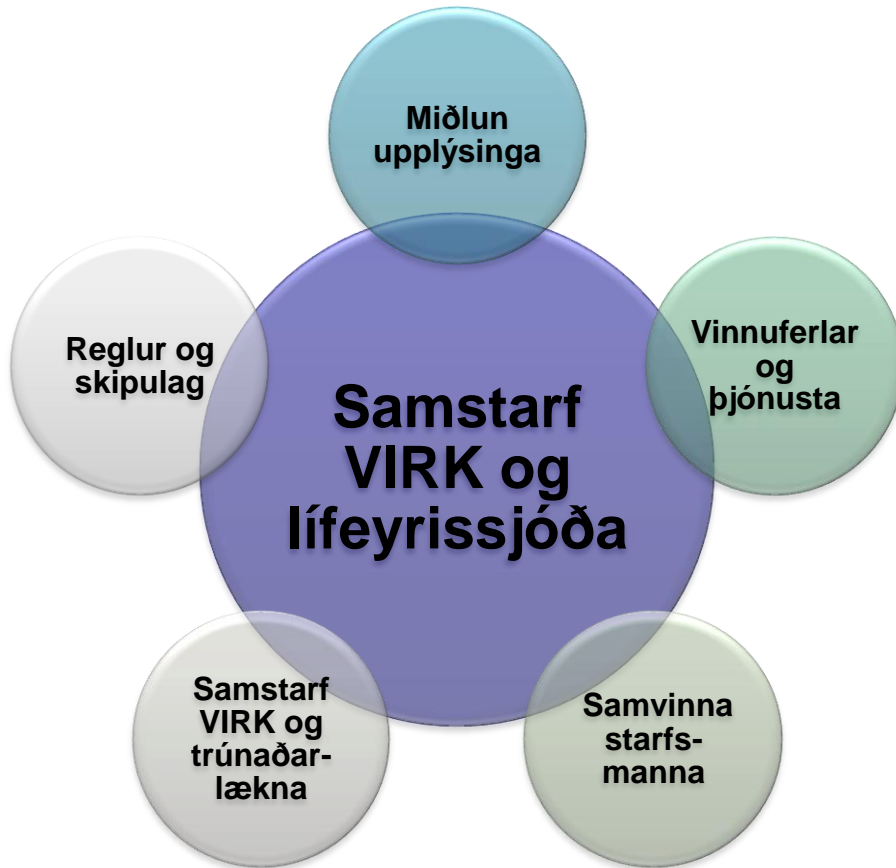 Miðlun
upplýsinga
Reglur og
skipulag
Vinnuferlar
og
þjónusta
Samstarf
VIRK og
lífeyrissjóða
Samstarf
VIRK og
trúnaðar-
lækna
Samvinna
starfs-
manna